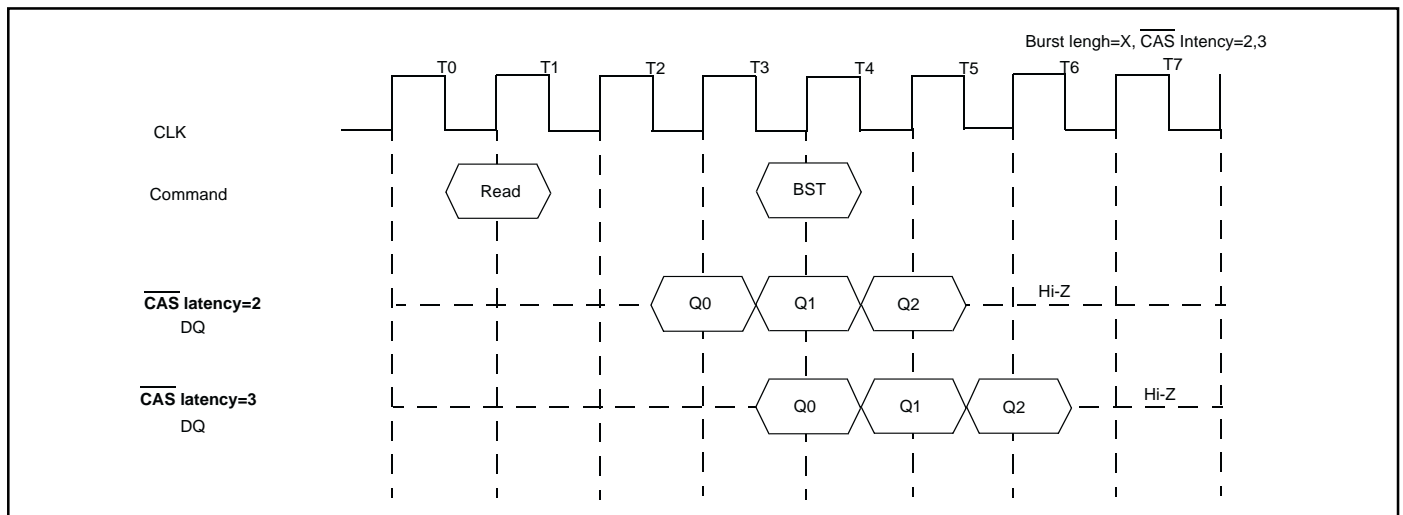 Burst lengh=X, CAS Intency=2,3
T0 T1 T2 T3 T4 T5 T6 T7
CLK
Command Read BST
CAS latency=2 Q0 Q1 Q2 Hi-Z
DQ
CAS latency=3 Q0 Q1 Q2 Hi-Z
DQ